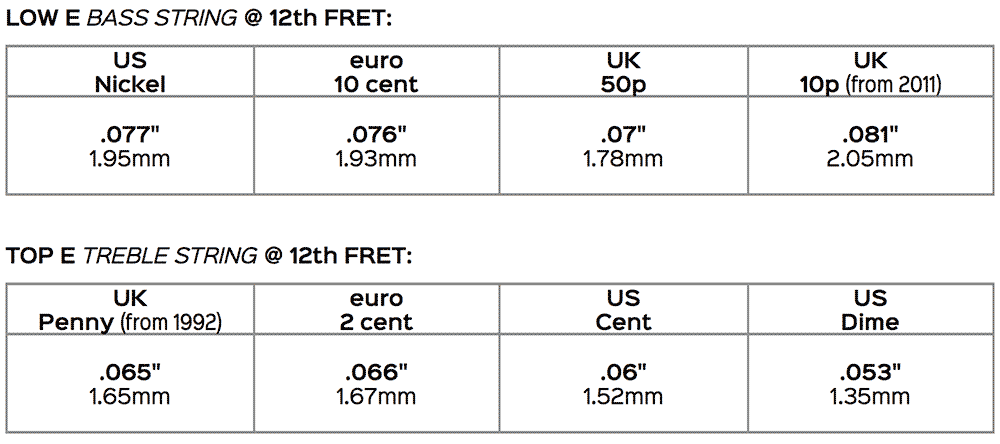 LOW E BASS STRING @ 12th FRET:
US euro UK UK
Nickel 10 cent 50p 10p (from 2011)
.077" .076" .07" .081"
1.95mm 1.93mm 1.78mm 2.05mm
TOP E TREBLE STRING @ 12th FRET:
UK euro US US
Penny (from 1992) 2 cent Cent Dime
.065" .066" .06" .053"
1.65mm 1.67mm 1.52mm 1.35mm